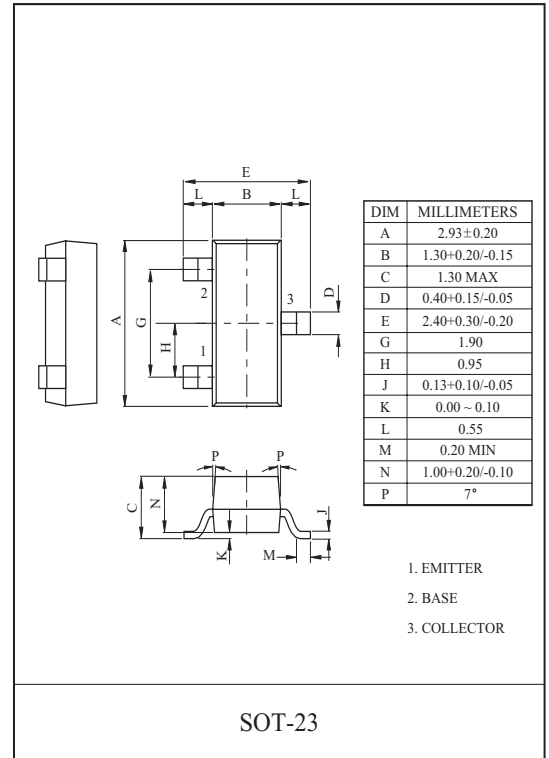 E
L B L
2
3
D
A
G
H
1
P P
C
N
K
M
J
DIM MILLIMETERS
A 2.93±0.20
B 1.30+0.20/-0.15
C 1.30 MAX
D 0.40+0.15/-0.05
E 2.40+0.30/-0.20
G 1.90
H 0.95
J 0.13+0.10/-0.05
K 0.00 ~ 0.10
L 0.55
M 0.20 MIN
N 1.00+0.20/-0.10
P 7°
1. EMITTER
2. BASE
3. COLLECTOR
SOT-23